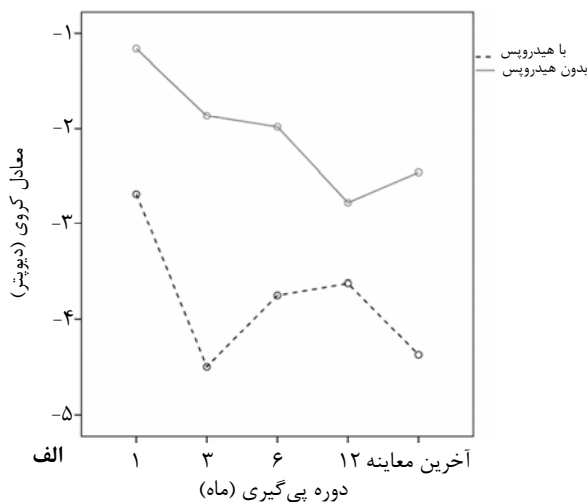 -۱
-۲
-۳
-۴
-۵
معادل کروی (دیوپتر)
با هیدروپس
بدون هیدروپس
الف
۱ ۳ ۶ ۱۲ آخرین معاینه
دوره پی‌گیری (ماه)